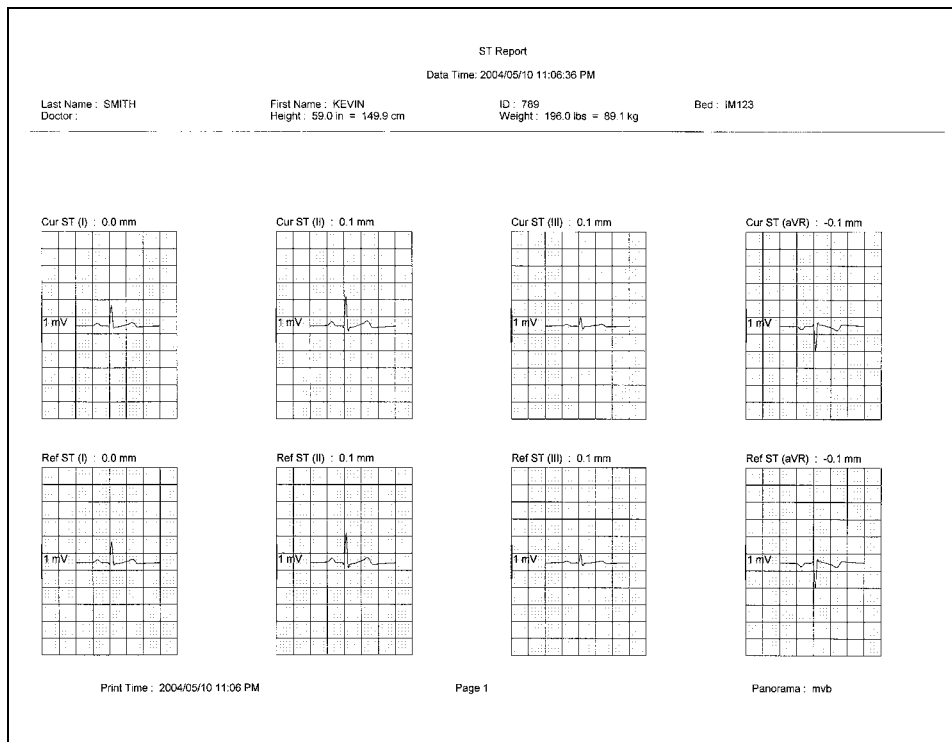 ST Report
Data Time: 2004/05/10 11:06:36 PM
Last Name : SMITH First Name : KEVIN ID : 789 Bed : IM123
Doctor : Height : 59.0 in = 149.9 cm Weight : 196.0 lbs = 89.1 kg
Cur ST (I) : 0.0 mm Cur ST (II) : 0.1 mm Cur ST (III) : 0.1 mm Cur ST (aVR) : -0.1 mm
1 mV 1 mV 1 mV 1 mV
Ref ST (I) : 0.0 mm Ref ST (II) : 0.1 mm Ref ST (III) : 0.1 mm Ref ST (aVR) : -0.1 mm
1 mV 1 mV 1 mV 1 mV
Print Time : 2004/05/10 11:06 PM Page 1 Panorama : mvb